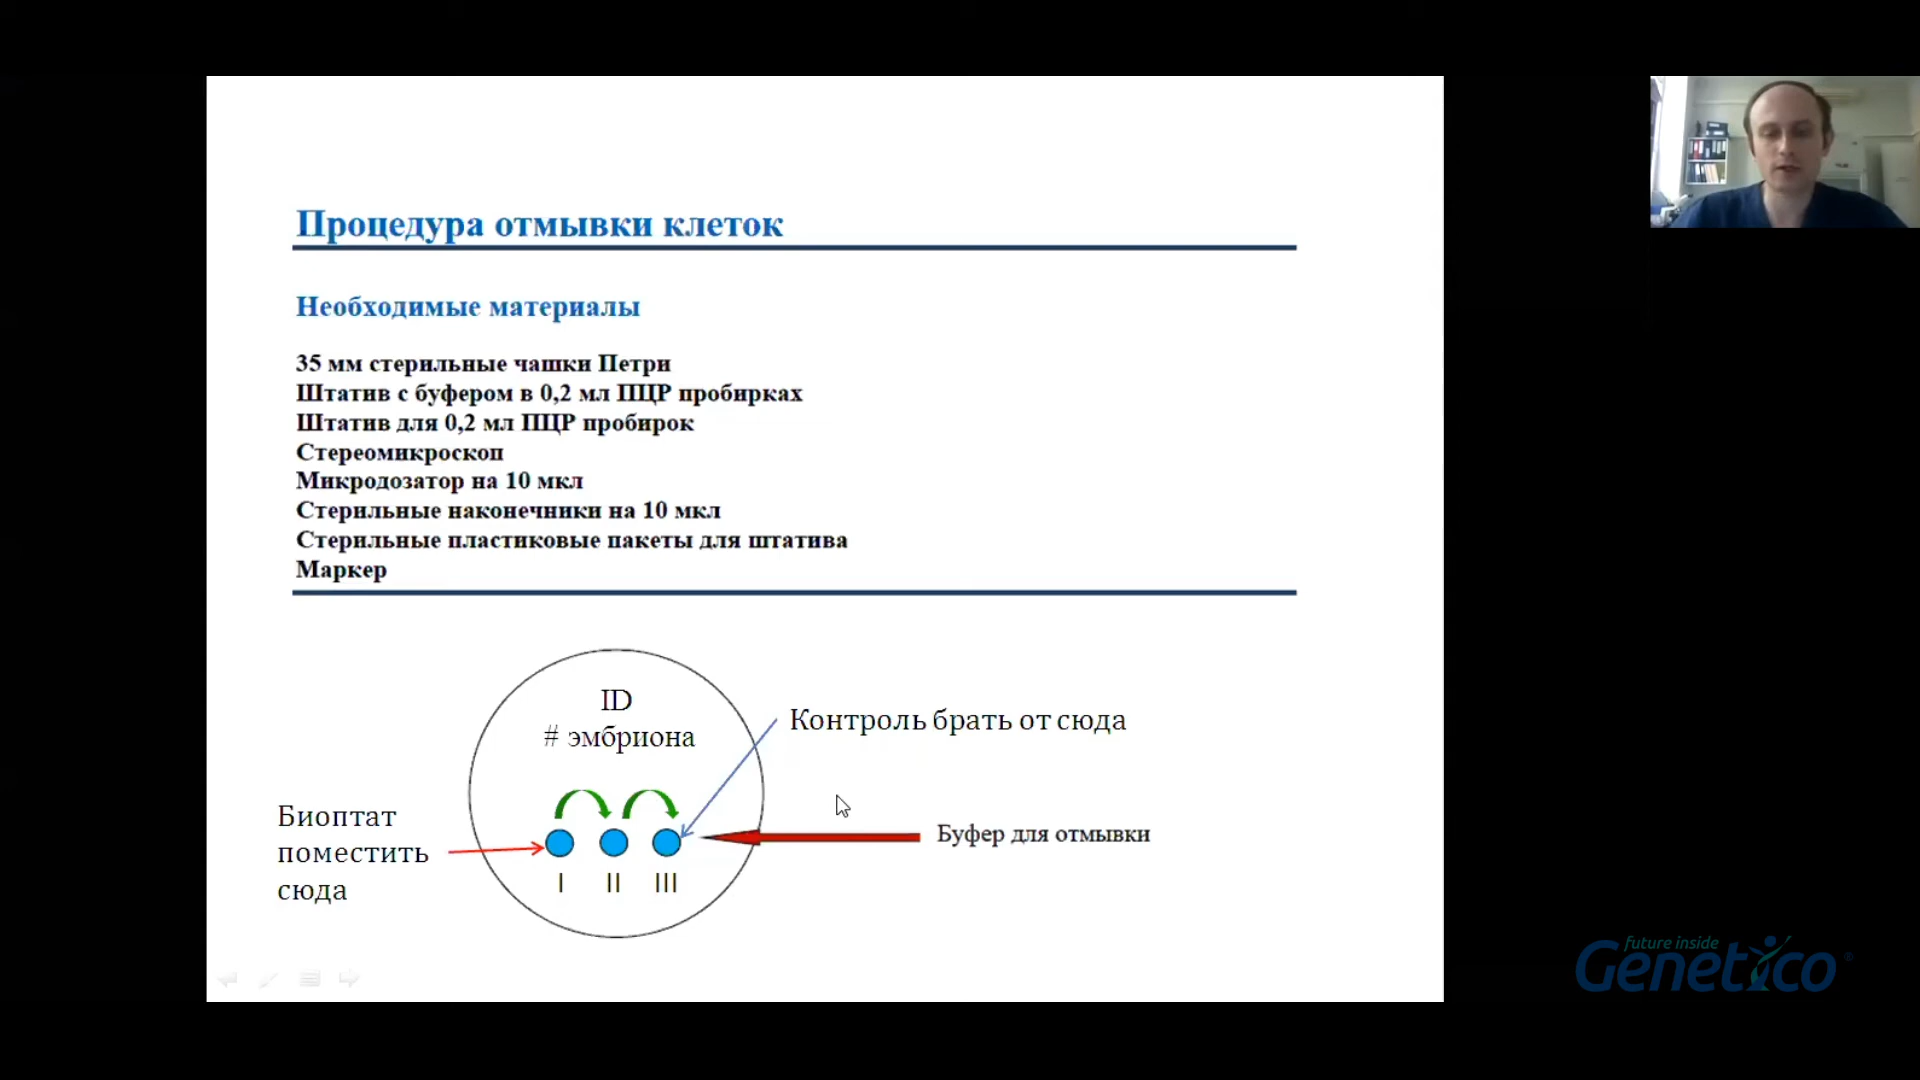 Процедура отмывки клеток
Необходимые материалы
35 мм стерильные чашки Петри
Штатив с буфером в 0,2 мл ПЦР пробирках
Штатив для 0,2 мл ПЦР пробирок
Стереомикроскоп
Микродозатор на 10 мкл
Стерильные наконечники на 10 мкл
Стерильные пластиковые пакеты для штатива
Маркер
ID
# эмбриона
Контроль брать от сюда
Биоптат
поместить
сюда
Буфер для отмывки
I II III
future inside
Genetico®